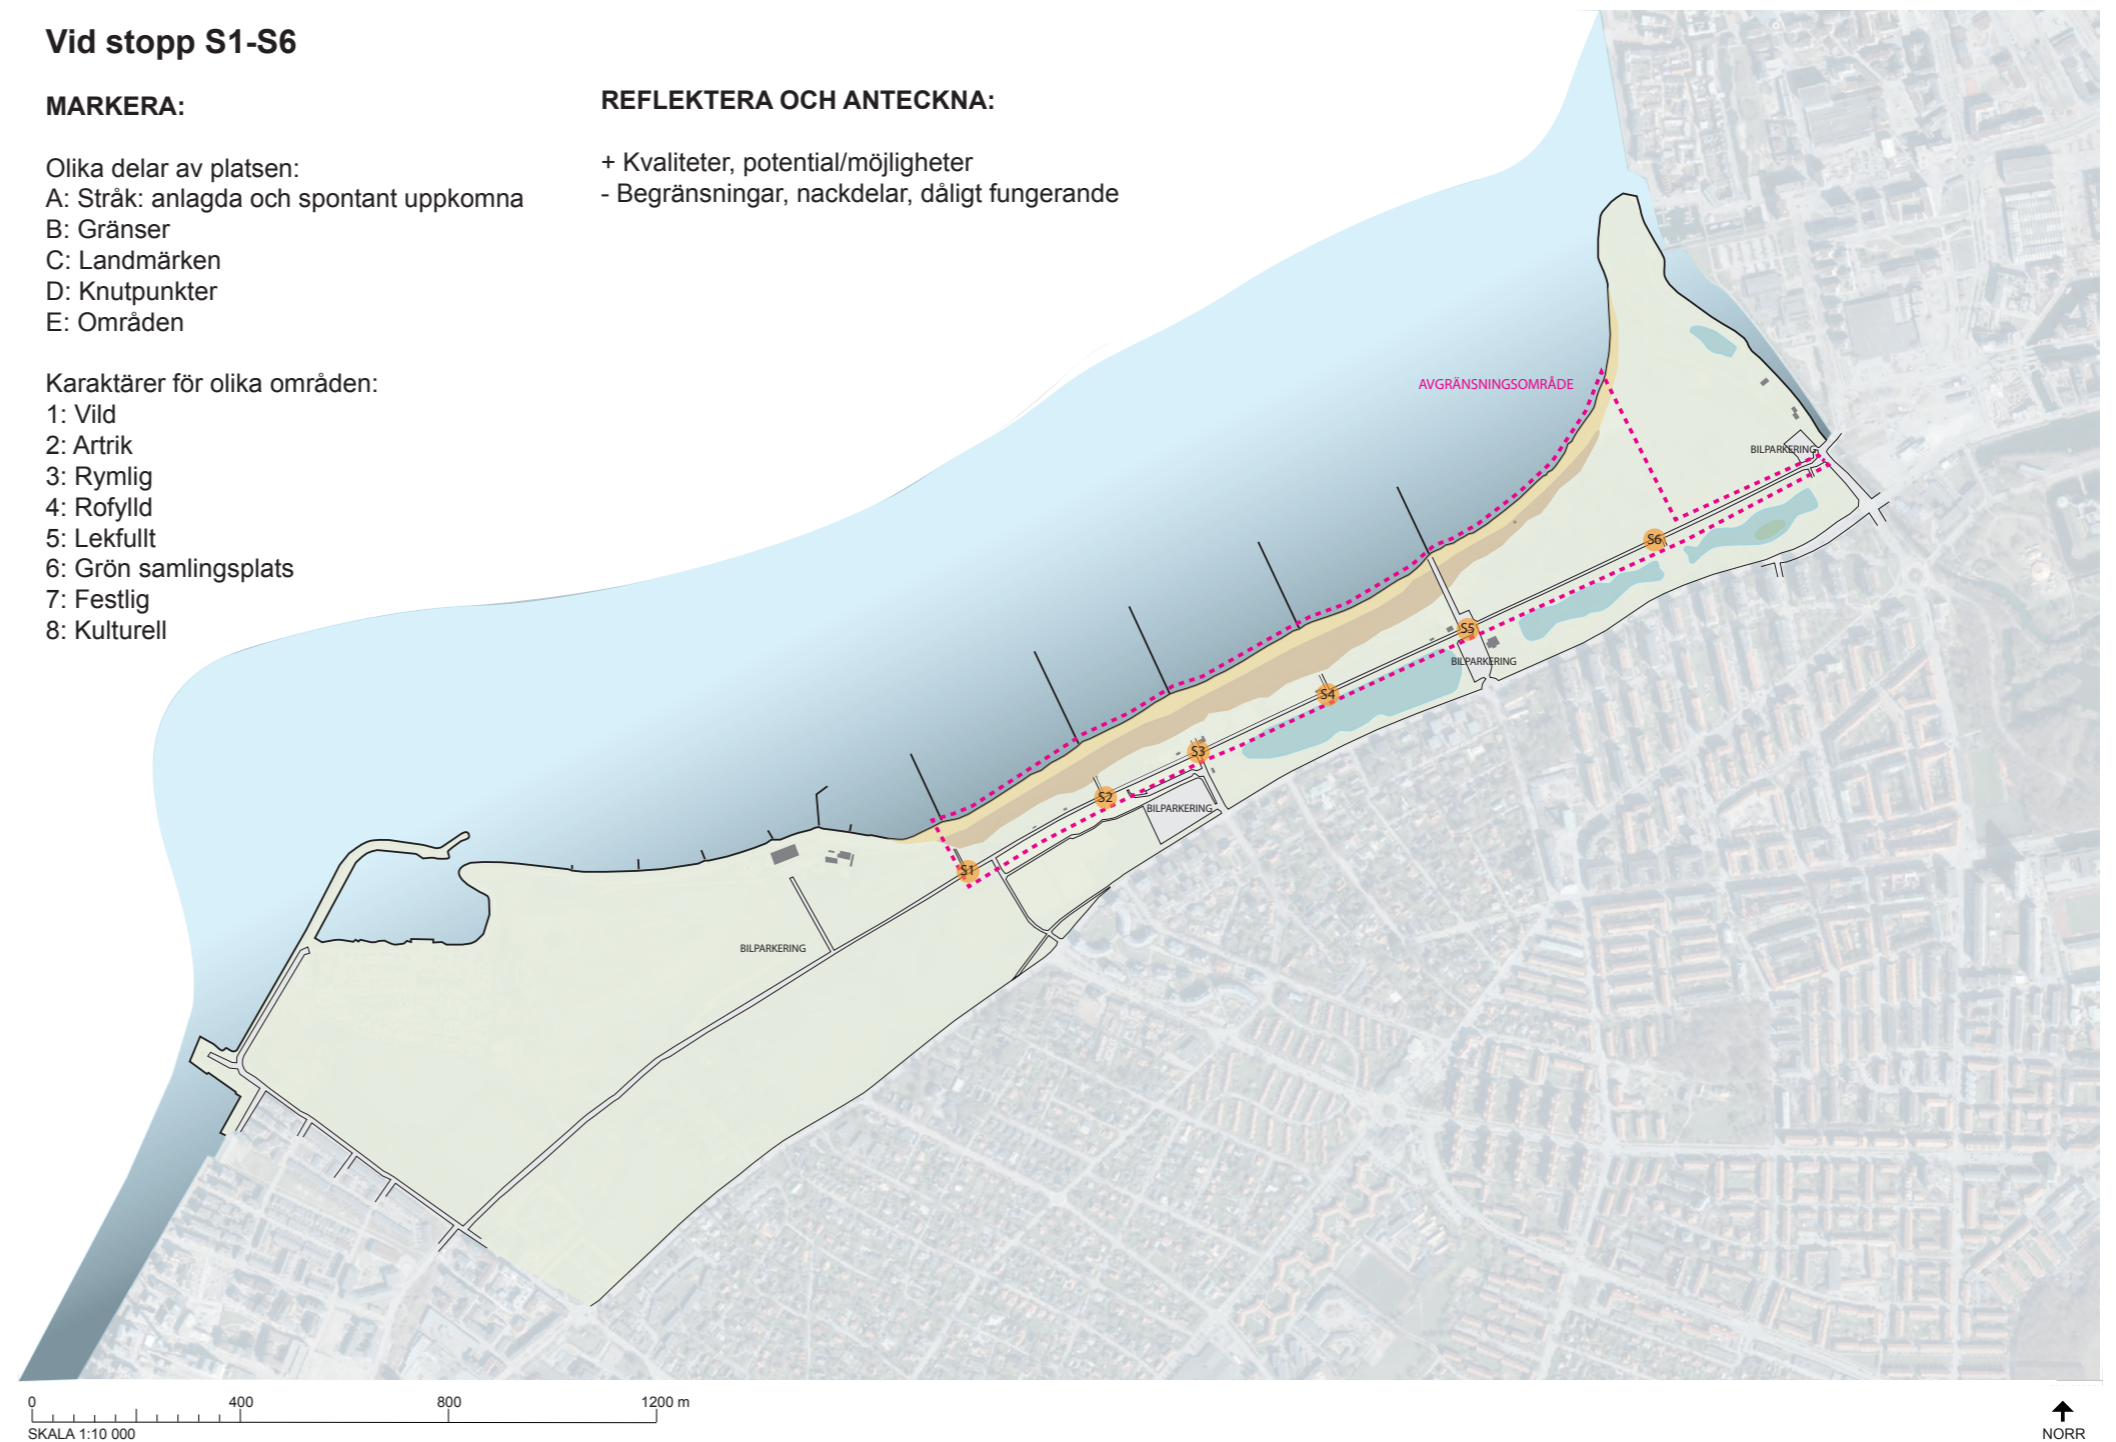 Vid stopp S1-S6
MARKERA:
Olika delar av platsen:
A: Stråk: anlagda och spontant uppkomna
B: Gränser
C: Landmärken
D: Knutpunkter
E: Områden
Karaktärer för olika områden:
1: Vild
2: Artrik
3: Rymlig
4: Rofylld
5: Lekfullt
6: Grön samlingsplats
7: Festlig
8: Kulturell
REFLEKTERA OCH ANTECKNA:
+ Kvaliteter, potential/möjligheter
- Begränsningar, nackdelar, dåligt fungerande
AVGRÄNSNINGSOMRÅDE
BILPARKERING
S6
S5
BILPARKERING
S4
S3
S2
BILPARKERING
S1
BILPARKERING
0 400 800 1200 m
SKALA 1:10 000
NORR